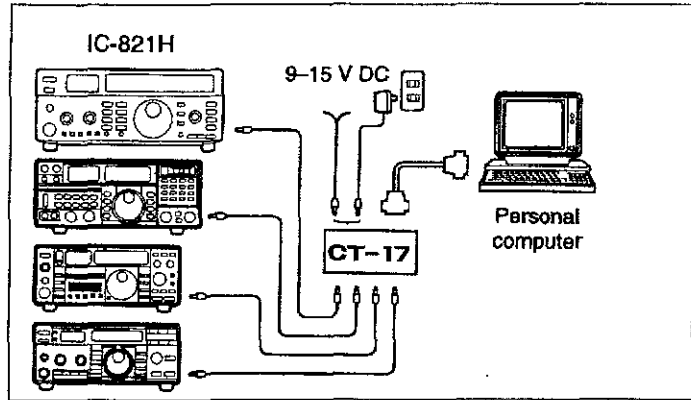 IC-821H
9–15 V DC
CT-17
Personal
computer